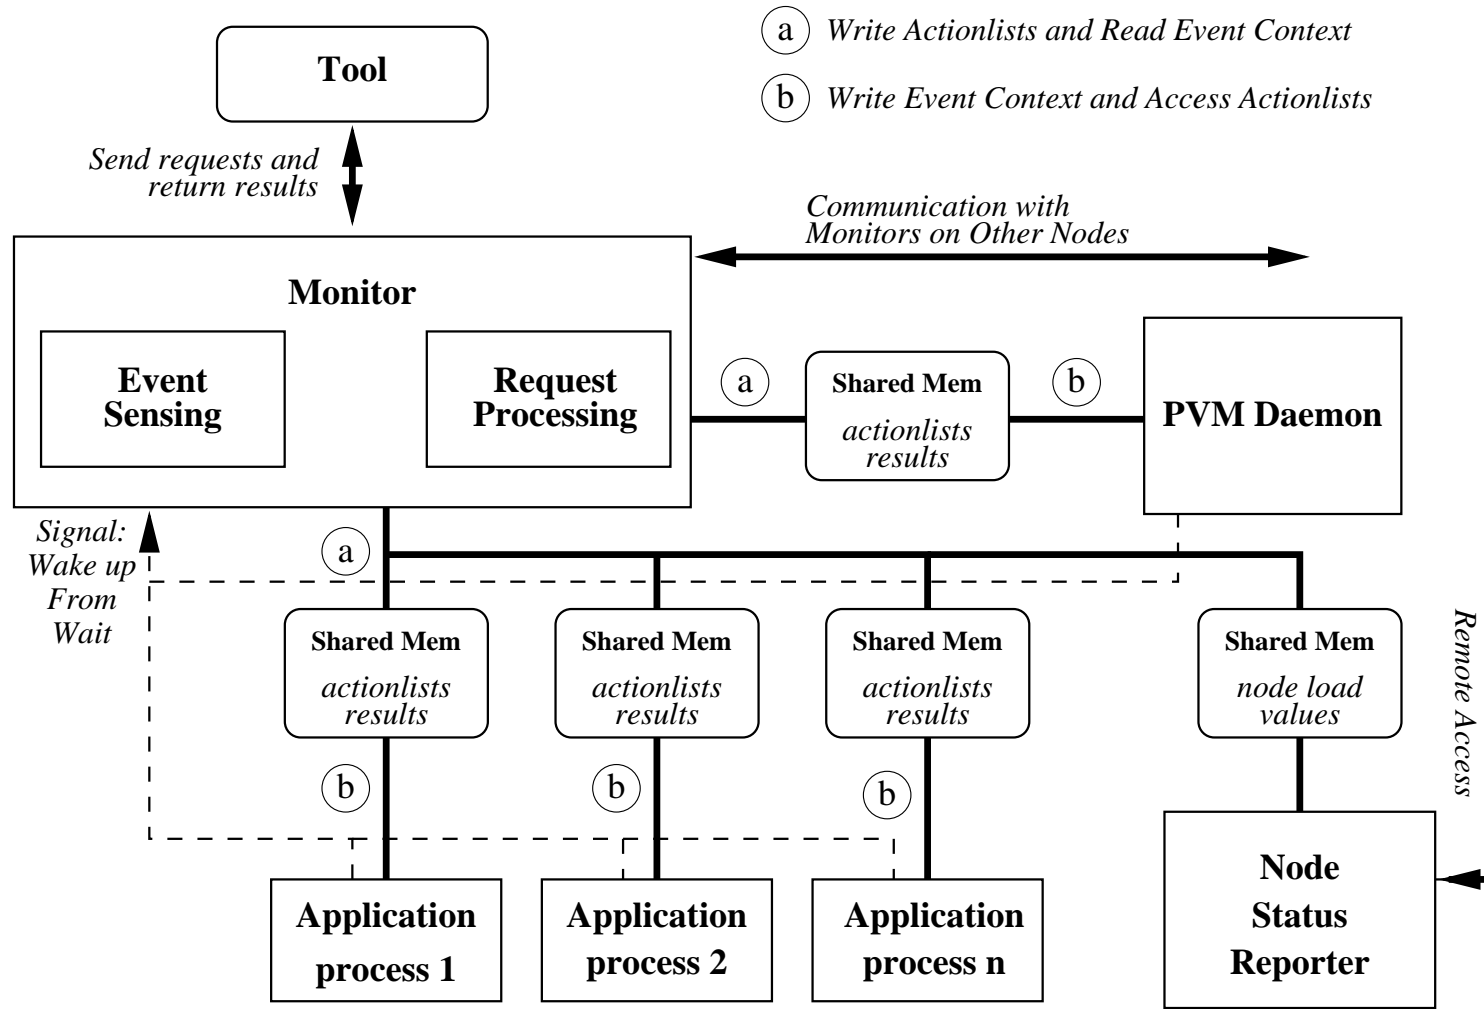 a Write Actionlists and Read Event Context
Tool
b Write Event Context and Access Actionlists
Send requests and
return results
Communication with
Monitors on Other Nodes
Monitor
Event
Sensing
Request
Processing
a
Shared Mem
actionlists
results
b
PVM Daemon
Signal:
Wake up
From
Wait
a
Shared Mem
actionlists
results
Shared Mem
actionlists
results
Shared Mem
actionlists
results
Shared Mem
node load
values
Remote Access
b
b
b
Application
process 1
Application
process 2
Application
process n
Node
Status
Reporter